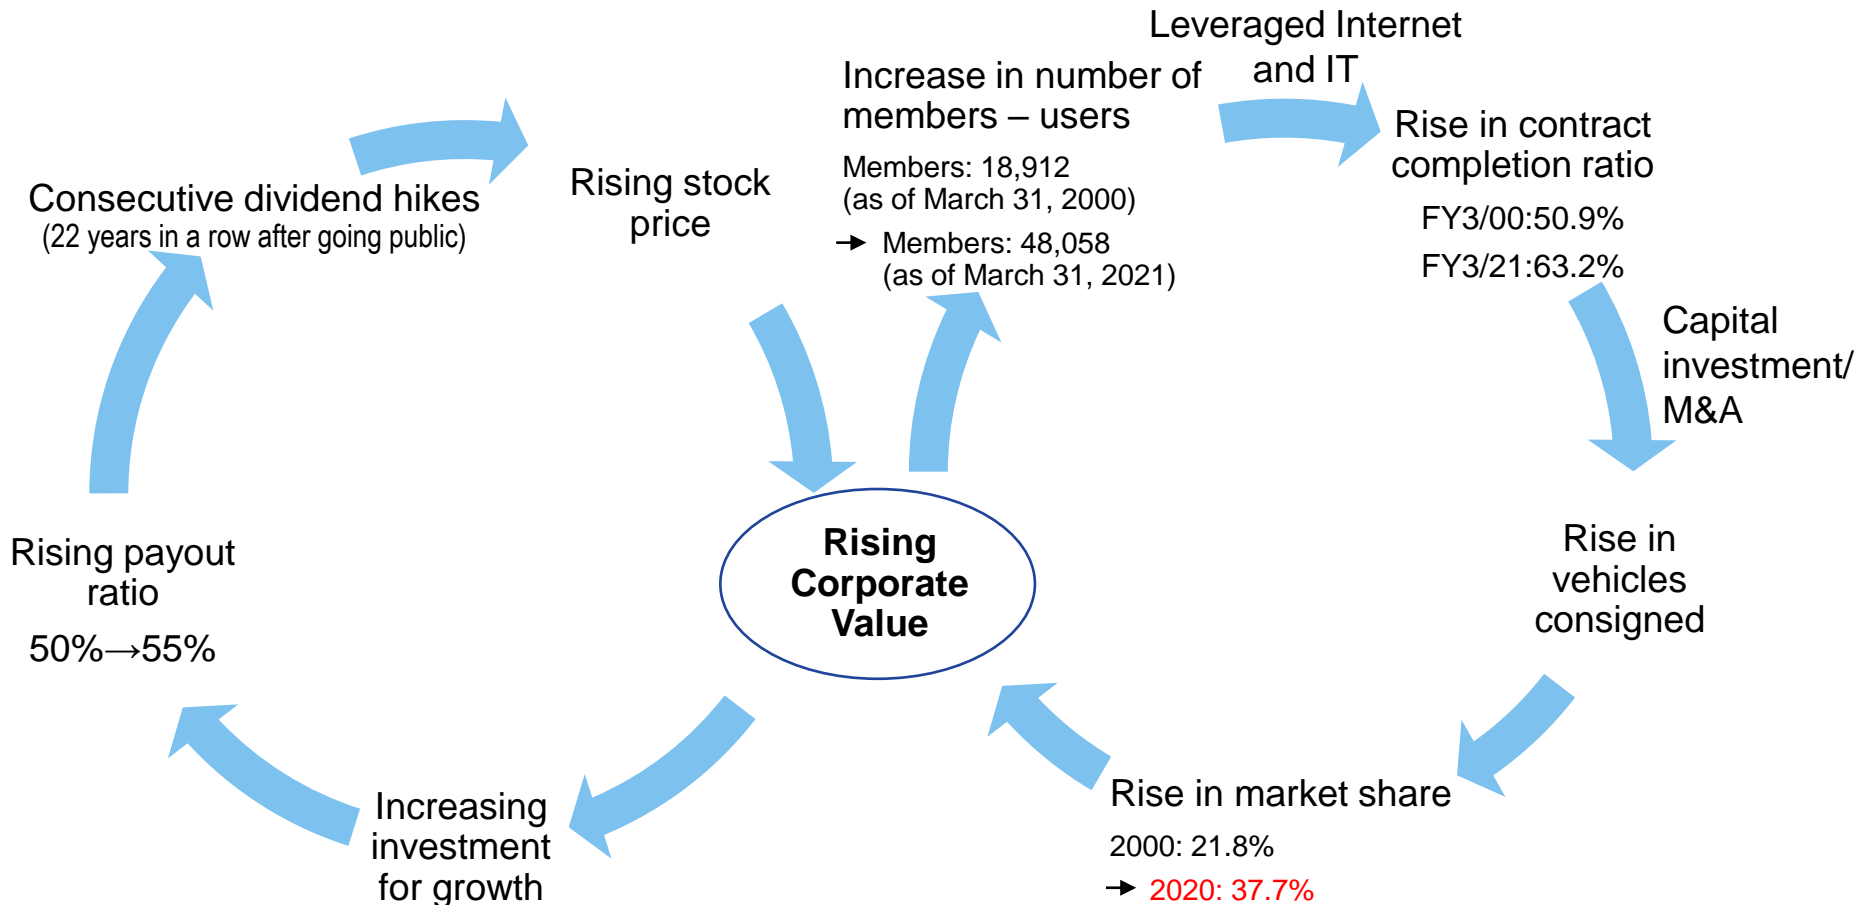 Leveraged Internet
and IT
Increase in number of
members – users
Members: 18,912
(as of March 31, 2000)
→ Members: 48,058
(as of March 31, 2021)
Rise in contract
completion ratio
FY3/00:50.9%
FY3/21:63.2%
Capital
investment/
M&A
Rise in
vehicles
consigned
Rise in market share
2000: 21.8%
→ 2020: 37.7%
Rising
Corporate
Value
Increasing
investment
for growth
Rising payout
ratio
50%→55%
Consecutive dividend hikes
(22 years in a row after going public)
Rising stock
price